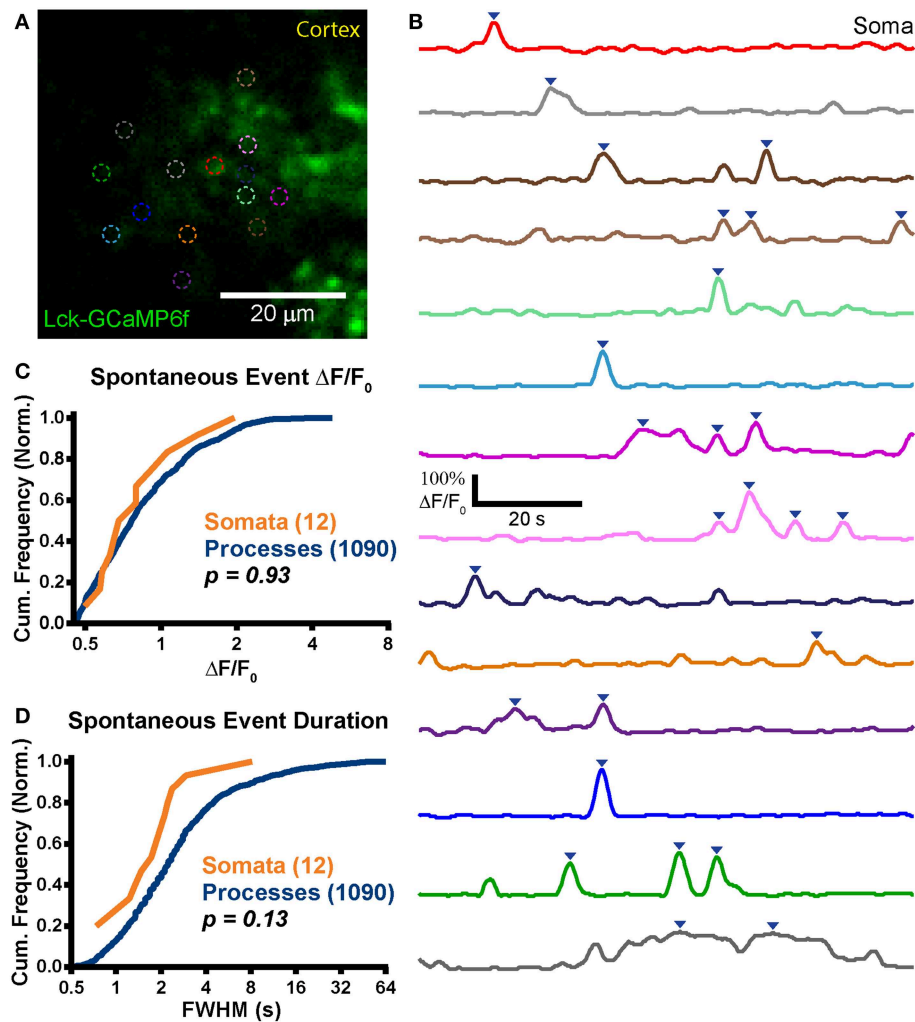 A
Cortex
Lck-GCaMP6f
20 µm
B
Soma
100%
ΔF/F0
20 s
C
Spontaneous Event ΔF/F0
Cum. Frequency (Norm.)
1.0
0.8
0.6
0.4
0.2
0.0
Somata (12)
Processes (1090)
p = 0.93
0.5 1 2 4 8
ΔF/F0
D
Spontaneous Event Duration
Cum. Frequency (Norm.)
1.0
0.8
0.6
0.4
0.2
0.0
Somata (12)
Processes (1090)
p = 0.13
0.5 1 2 4 8 16 32 64
FWHM (s)